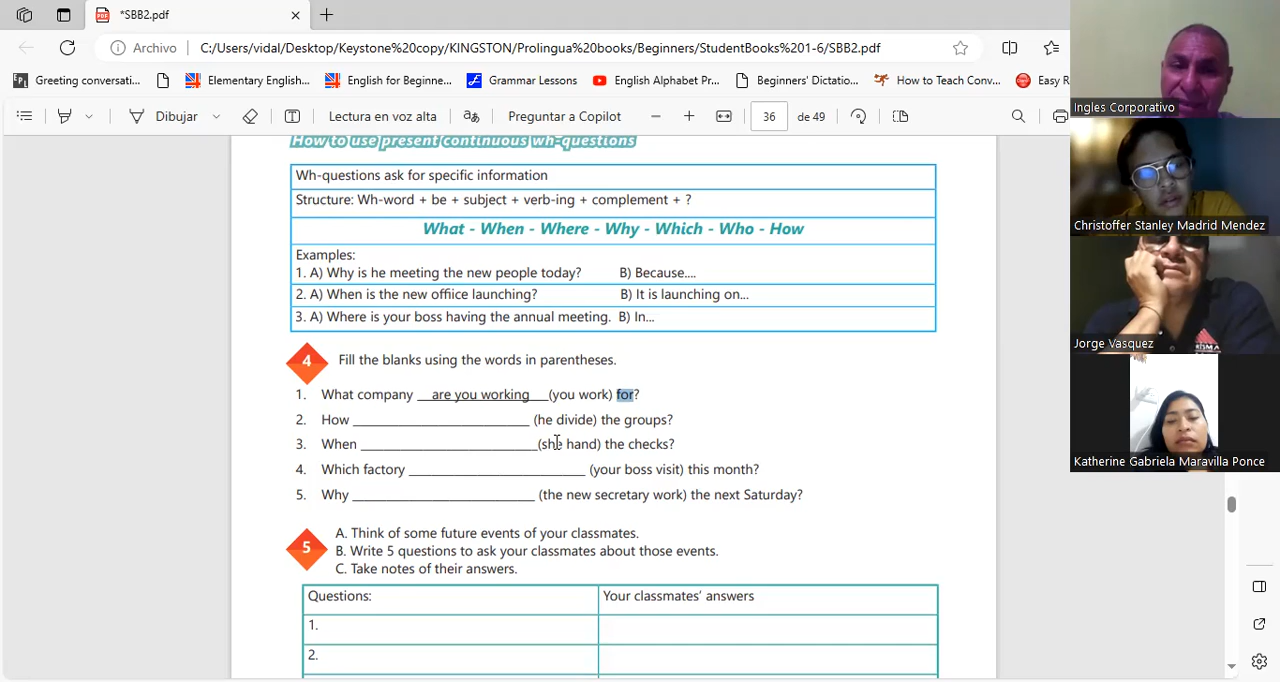 *SBB2.pdf
Archivo
C:/Users/vidal/Desktop/Keystone%20copy/KINGSTON/Prolingua%20books/Beginners/StudentBooks%201-6/SBB2.pdf
Greeting conversati...
Elementary English...
English for Beginne...
Grammar Lessons
English Alphabet Pr...
Beginners' Dictatio...
How to Teach Conv...
Easy R
Dibujar
Lectura en voz alta
Preguntar a Copilot
36
de 49
How to use present continuous wh-questions
Wh-questions ask for specific information
Structure: Wh-word + be + subject + verb-ing + complement + ?
What - When - Where - Why - Which - Who - How
Examples:
1. A) Why is he meeting the new people today? B) Because....
2. A) When is the new office launching? B) It is launching on...
3. A) Where is your boss having the annual meeting. B) In...
4 Fill the blanks using the words in parentheses.
1. What company __are you working___(you work) for?
2. How ______________________ (he divide) the groups?
3. When ______________________(she hand) the checks?
4. Which factory ______________________ (your boss visit) this month?
5. Why ______________________ (the new secretary work) the next Saturday?
5
A. Think of some future events of your classmates.
B. Write 5 questions to ask your classmates about those events.
C. Take notes of their answers.
Questions:
Your classmates' answers
1.
2.
Ingles Corporativo
Christoffer Stanley Madrid Mendez
Jorge Vasquez
Katherine Gabriela Maravilla Ponce